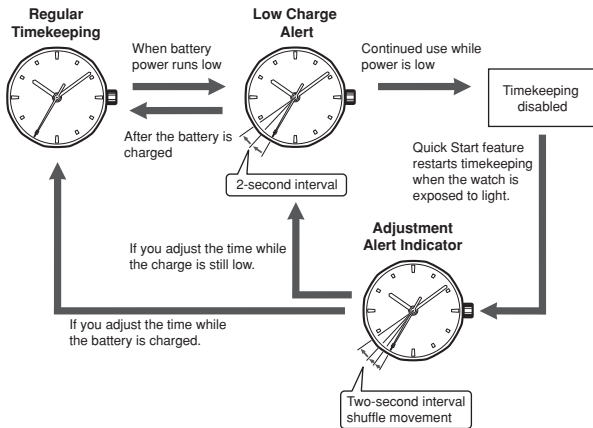 Regular
Timekeeping
When battery
power runs low
Low Charge
Alert
Continued use while
power is low
Timekeeping
disabled
After the battery is
charged
2-second interval
Quick Start feature
restarts timekeeping
when the watch is
exposed to light.
Adjustment
Alert Indicator
If you adjust the time while
the charge is still low.
If you adjust the time while
the battery is charged.
Two-second interval
shuffle movement